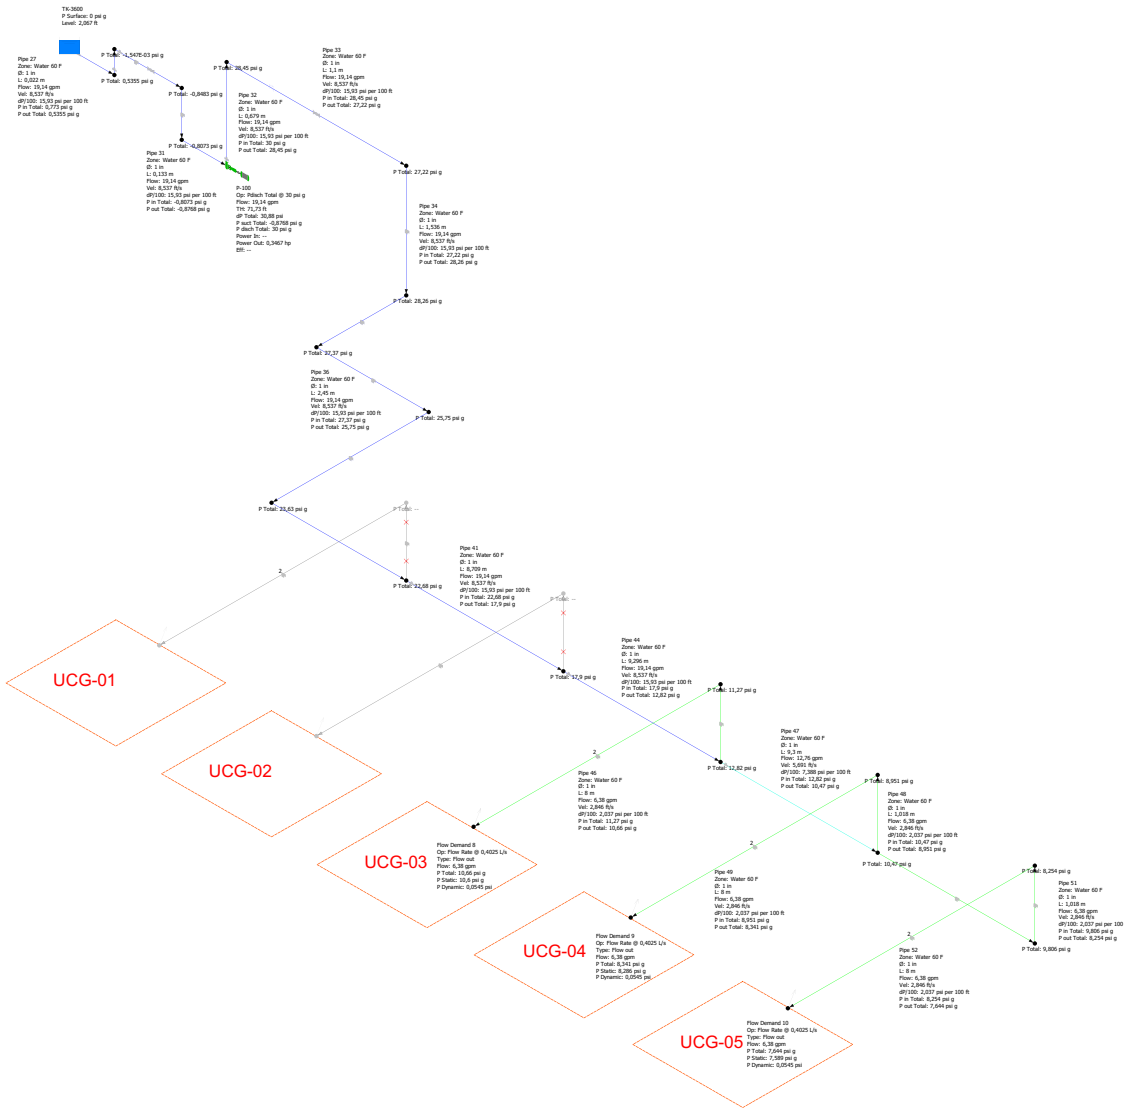 TK-3600
P Surface: 0 psi g
Level: 2,067 ft
Pipe 27
Zone: Water 60 F
Ø: 1 in
L: 0,022 m
Flow: 19,14 gpm
Vel: 8,537 ft/s
dP/100: 15,93 psi per 100 ft
P in Total: 0,773 psi g
P out Total: 0,5355 psi g
P Total: -1,547E-03 psi g
P Total: 0,5355 psi g
P Total: -0,8483 psi g
P Total: -0,8073 psi g
Pipe 31
Zone: Water 60 F
Ø: 1 in
L: 0,133 m
Flow: 19,14 gpm
Vel: 8,537 ft/s
dP/100: 15,93 psi per 100 ft
P in Total: -0,8073 psi g
P out Total: -0,8768 psi g
P Total: 28,45 psi g
Pipe 32
Zone: Water 60 F
Ø: 1 in
L: 0,679 m
Flow: 19,14 gpm
Vel: 8,537 ft/s
dP/100: 15,93 psi per 100 ft
P in Total: 30 psi g
P out Total: 28,45 psi g
P-100
Op: Pdisch Total @ 30 psi g
Flow: 19,14 gpm
TH: 71,73 ft
dP Total: 30,88 psi
P suct Total: -0,8768 psi g
P disch Total: 30 psi g
Power In: --
Power Out: 0,3467 hp
Eff: --
Pipe 33
Zone: Water 60 F
Ø: 1 in
L: 1,1 m
Flow: 19,14 gpm
Vel: 8,537 ft/s
dP/100: 15,93 psi per 100 ft
P in Total: 28,45 psi g
P out Total: 27,22 psi g
P Total: 27,22 psi g
Pipe 34
Zone: Water 60 F
Ø: 1 in
L: 1,536 m
Flow: 19,14 gpm
Vel: 8,537 ft/s
dP/100: 15,93 psi per 100 ft
P in Total: 27,22 psi g
P out Total: 28,26 psi g
P Total: 28,26 psi g
P Total: 27,37 psi g
Pipe 36
Zone: Water 60 F
Ø: 1 in
L: 2,45 m
Flow: 19,14 gpm
Vel: 8,537 ft/s
dP/100: 15,93 psi per 100 ft
P in Total: 27,37 psi g
P out Total: 25,75 psi g
P Total: 25,75 psi g
P Total: 23,63 psi g
P Total: --
P Total: 22,68 psi g
2
Pipe 41
Zone: Water 60 F
Ø: 1 in
L: 8,709 m
Flow: 19,14 gpm
Vel: 8,537 ft/s
dP/100: 15,93 psi per 100 ft
P in Total: 22,68 psi g
P out Total: 17,9 psi g
P Total: --
P Total: 17,9 psi g
UCG-01
Pipe 44
Zone: Water 60 F
Ø: 1 in
L: 9,296 m
Flow: 19,14 gpm
Vel: 8,537 ft/s
dP/100: 15,93 psi per 100 ft
P in Total: 17,9 psi g
P out Total: 12,82 psi g
P Total: 11,27 psi g
P Total: 12,82 psi g
UCG-02
2
Pipe 46
Zone: Water 60 F
Ø: 1 in
L: 8 m
Flow: 6,38 gpm
Vel: 2,846 ft/s
dP/100: 2,037 psi per 100 ft
P in Total: 11,27 psi g
P out Total: 10,66 psi g
Pipe 47
Zone: Water 60 F
Ø: 1 in
L: 9,3 m
Flow: 12,76 gpm
Vel: 5,691 ft/s
dP/100: 7,388 psi per 100 ft
P in Total: 12,82 psi g
P out Total: 10,47 psi g
P Total: 8,951 psi g
Pipe 48
Zone: Water 60 F
Ø: 1 in
L: 1,018 m
Flow: 6,38 gpm
Vel: 2,846 ft/s
dP/100: 2,037 psi per 100 ft
P in Total: 10,47 psi g
P out Total: 8,951 psi g
P Total: 10,47 psi g
UCG-03
Flow Demand 8
Op: Flow Rate @ 0,4025 L/s
Type: Flow out
Flow: 6,38 gpm
P Total: 10,66 psi g
P Static: 10,6 psi g
P Dynamic: 0,0545 psi
2
Pipe 49
Zone: Water 60 F
Ø: 1 in
L: 8 m
Flow: 6,38 gpm
Vel: 2,846 ft/s
dP/100: 2,037 psi per 100 ft
P in Total: 8,951 psi g
P out Total: 8,341 psi g
P Total: 8,254 psi g
Pipe 51
Zone: Water 60 F
Ø: 1 in
L: 1,018 m
Flow: 6,38 gpm
Vel: 2,846 ft/s
dP/100: 2,037 psi per 100
P in Total: 9,806 psi g
P out Total: 8,254 psi g
P Total: 9,806 psi g
UCG-04
Flow Demand 9
Op: Flow Rate @ 0,4025 L/s
Type: Flow out
Flow: 6,38 gpm
P Total: 8,341 psi g
P Static: 8,286 psi g
P Dynamic: 0,0545 psi
2
Pipe 52
Zone: Water 60 F
Ø: 1 in
L: 8 m
Flow: 6,38 gpm
Vel: 2,846 ft/s
dP/100: 2,037 psi per 100 ft
P in Total: 8,254 psi g
P out Total: 7,644 psi g
UCG-05
Flow Demand 10
Op: Flow Rate @ 0,4025 L/s
Type: Flow out
Flow: 6,38 gpm
P Total: 7,644 psi g
P Static: 7,589 psi g
P Dynamic: 0,0545 psi